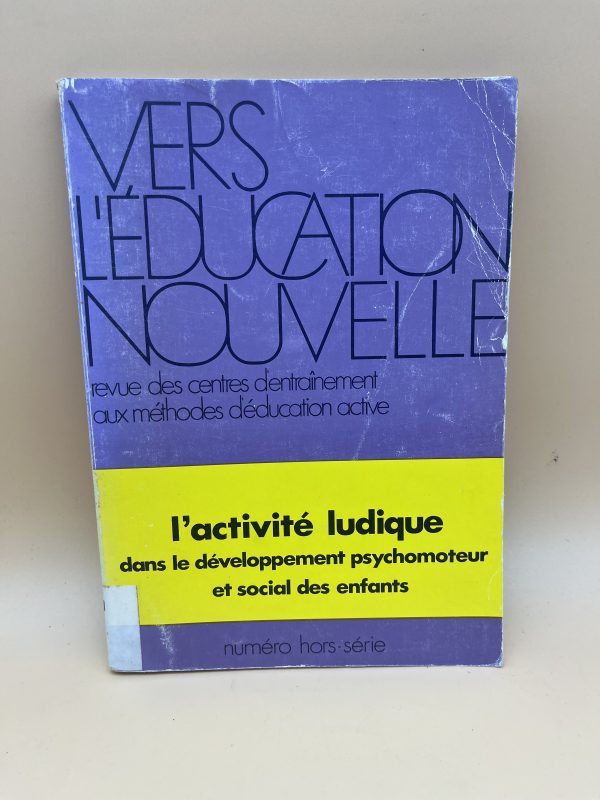 VERS
L'ÉDUCATION
NOUVELLE
revue des centres d'entraînement
aux méthodes d'éducation active
l'activité ludique
dans le développement psychomoteur
et social des enfants
numéro hors-série